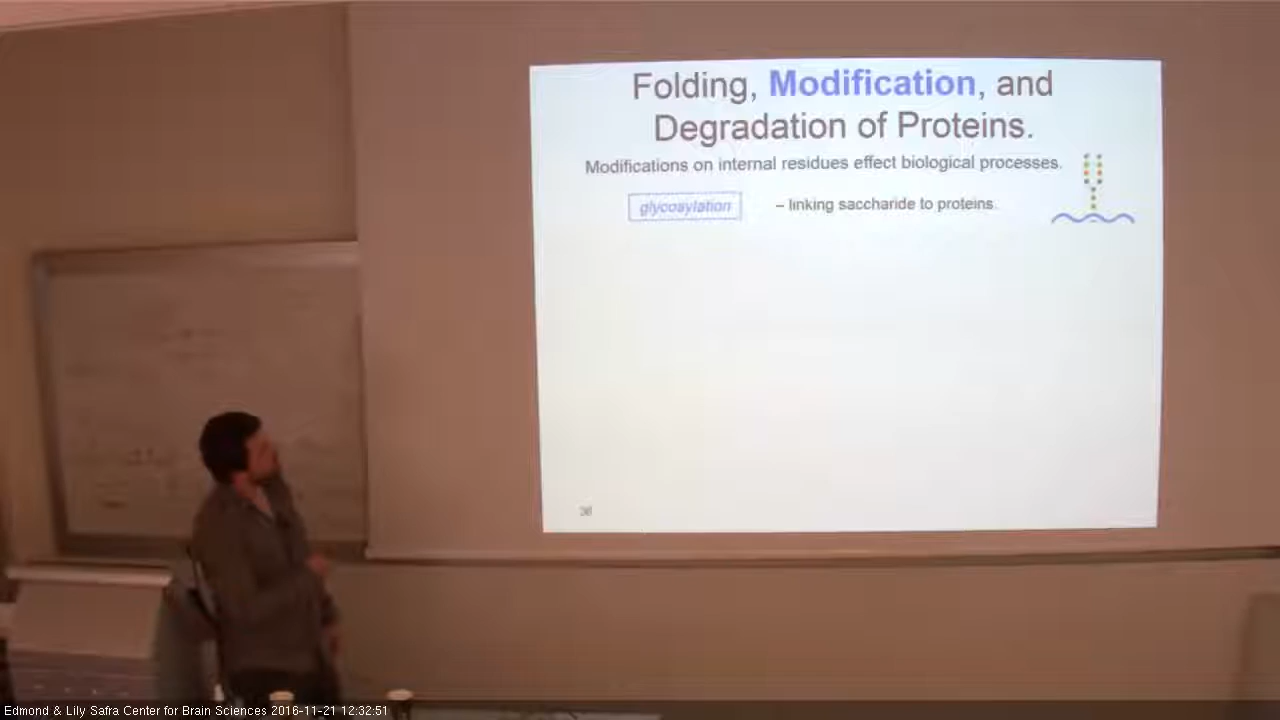 Folding, Modification, and
Degradation of Proteins.
Modifications on internal residues effect biological processes.
glycosylation – linking saccharide to proteins.
Edmond & Lily Safra Center for Brain Sciences 2016-11-21 12:32:51